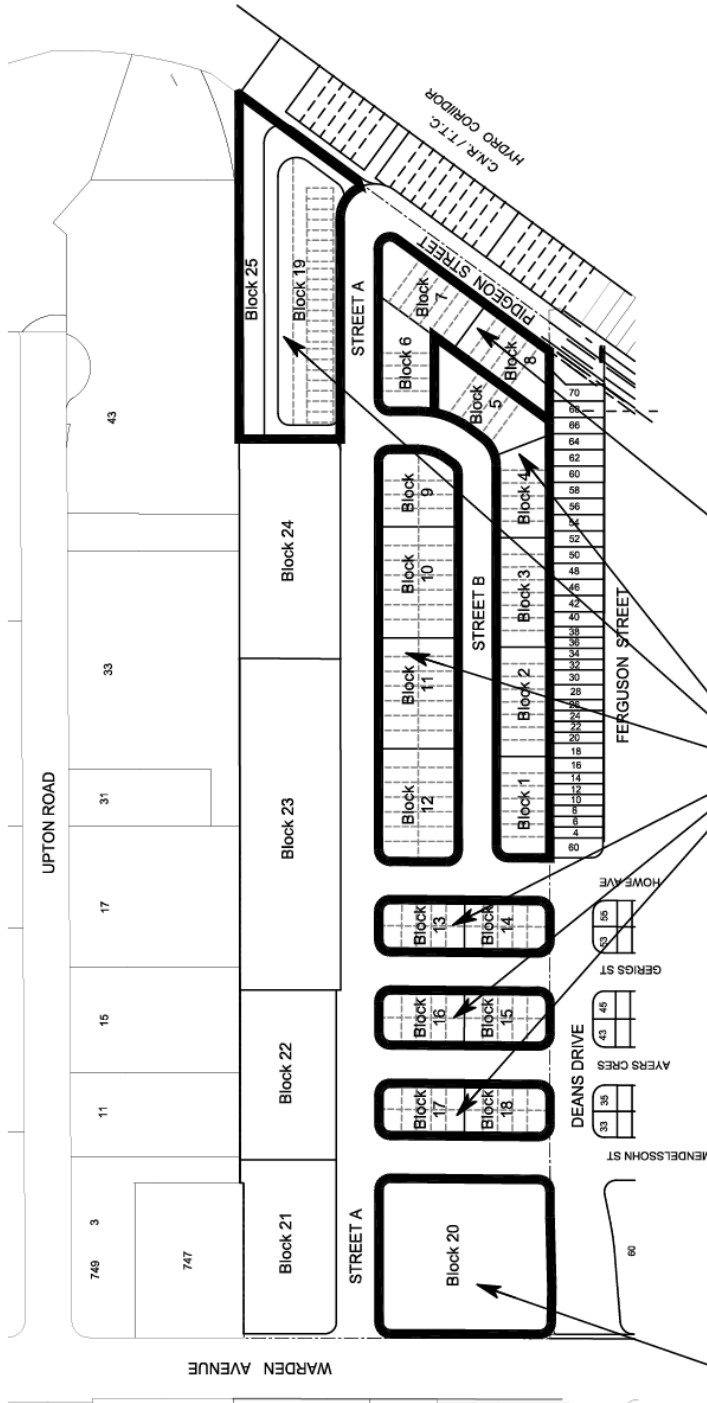 C.N.R. / T.T.C.
HYDRO CORIIDOR
PIDGEON STREET
Block 25
Block 19
STREET A
Block
7
Block 6
Block
8
Block
5
43
Block 24
Block
9
Block
10
Block
11
Block
12
STREET B
Block 4
Block 3
Block 2
Block 1
70
68
66
64
62
60
58
56
54
52
50
48
46
42
40
38
36
34
32
30
28
26
24
22
20
18
16
14
12
10
8
6
4
60
FERGUSON STREET
33
UPTON ROAD
31
Block 23
17
HOWE AVE
Block
13
Block
14
53
55
GERIGS ST
15
Block 22
Block
16
Block
15
43
45
DEANS DRIVE
AYERS CRES
11
Block
17
Block
18
33
35
MENDELSSOHN ST
3
749
747
Block 21
STREET A
Block 20
60
WARDEN AVENUE